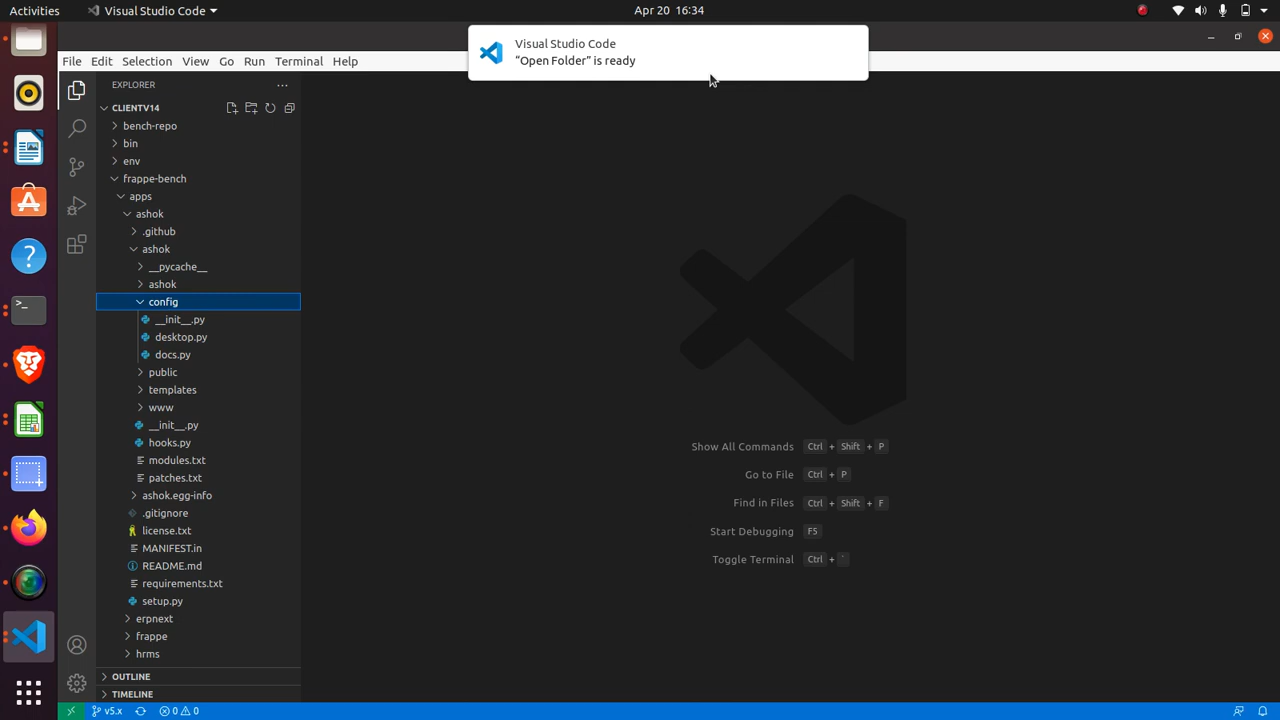 Activities
Visual Studio Code
Apr 20 16:34
Visual Studio Code
“Open Folder” is ready
File
Edit
Selection
View
Go
Run
Terminal
Help
EXPLORER
CLIENTV14
bench-repo
bin
env
frappe-bench
apps
ashok
.github
ashok
__pycache__
ashok
config
__init__.py
desktop.py
docs.py
public
templates
www
__init__.py
hooks.py
modules.txt
patches.txt
ashok.egg-info
.gitignore
license.txt
MANIFEST.in
README.md
requirements.txt
setup.py
erpnext
frappe
hrms
OUTLINE
TIMELINE
Show All Commands Ctrl + Shift + P
Go to File Ctrl + P
Find in Files Ctrl + Shift + F
Start Debugging F5
Toggle Terminal Ctrl + `
v5.x
0 0